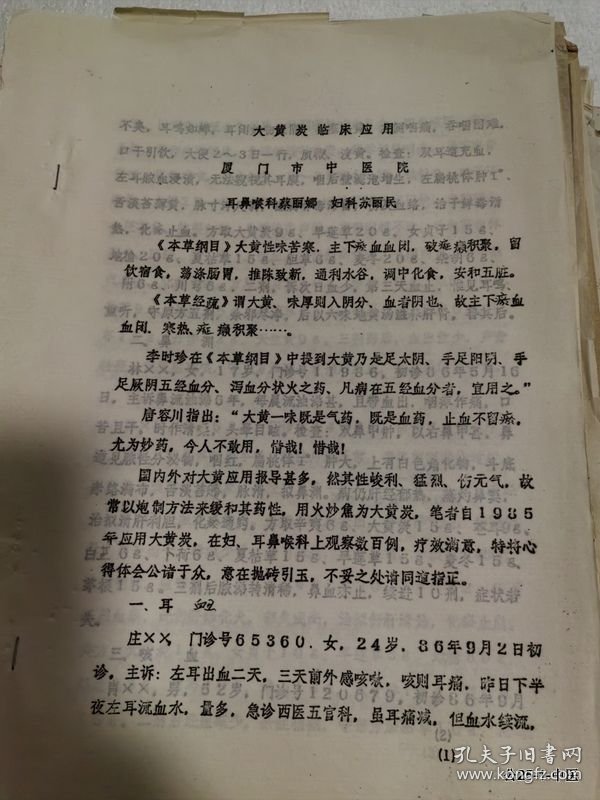 大黄炭临床应用
厦门市中医院
耳鼻喉科蔡丽娜 妇科苏丽民
《本草纲目》大黄性味苦寒．主下瘀血血闭，破症癥积聚，留
饮宿食，荡涤肠胃，推陈致新，通利水谷，调中化食，安和五脏。
《本草经疏》谓大黄、味厚则入阴分、血者阴也、故主下瘀血
血闭．寒热、症癥积聚……。
李时珍在《本草纲目》中提到大黄乃是足太阴、手足阳明、手
足厥阴五经血分、泻血分伏火之药、凡病在五经血分者，宜用之。”
唐容川指出：“大黄一味既是气药，既是血药，止血不留瘀，
尤为妙药，今人不敢用，惜哉！惜哉！
国内外对大黄应用报导甚多，然其性峻利、猛烈、伤元气，故
常以炮制方法来缓和其药性，用火炒焦为大黄炭，笔者自1985
年应用大黄炭，在妇、耳鼻喉科上观察数百例，疗效满意，特将心
得体会公诸于众，意在抛砖引玉，不妥之处请同道指正。
一、耳 衄
庄××，门诊号65360．女，24岁，86年9月2日初
诊，主诉：左耳出血二天，三天前外感咳嗽，咳则耳痛，昨日下半
夜左耳流血水，量多，急诊西医五官科，虽耳痛减，但血水续流。
(1)
孔夫子旧书网
www.kongfz.com